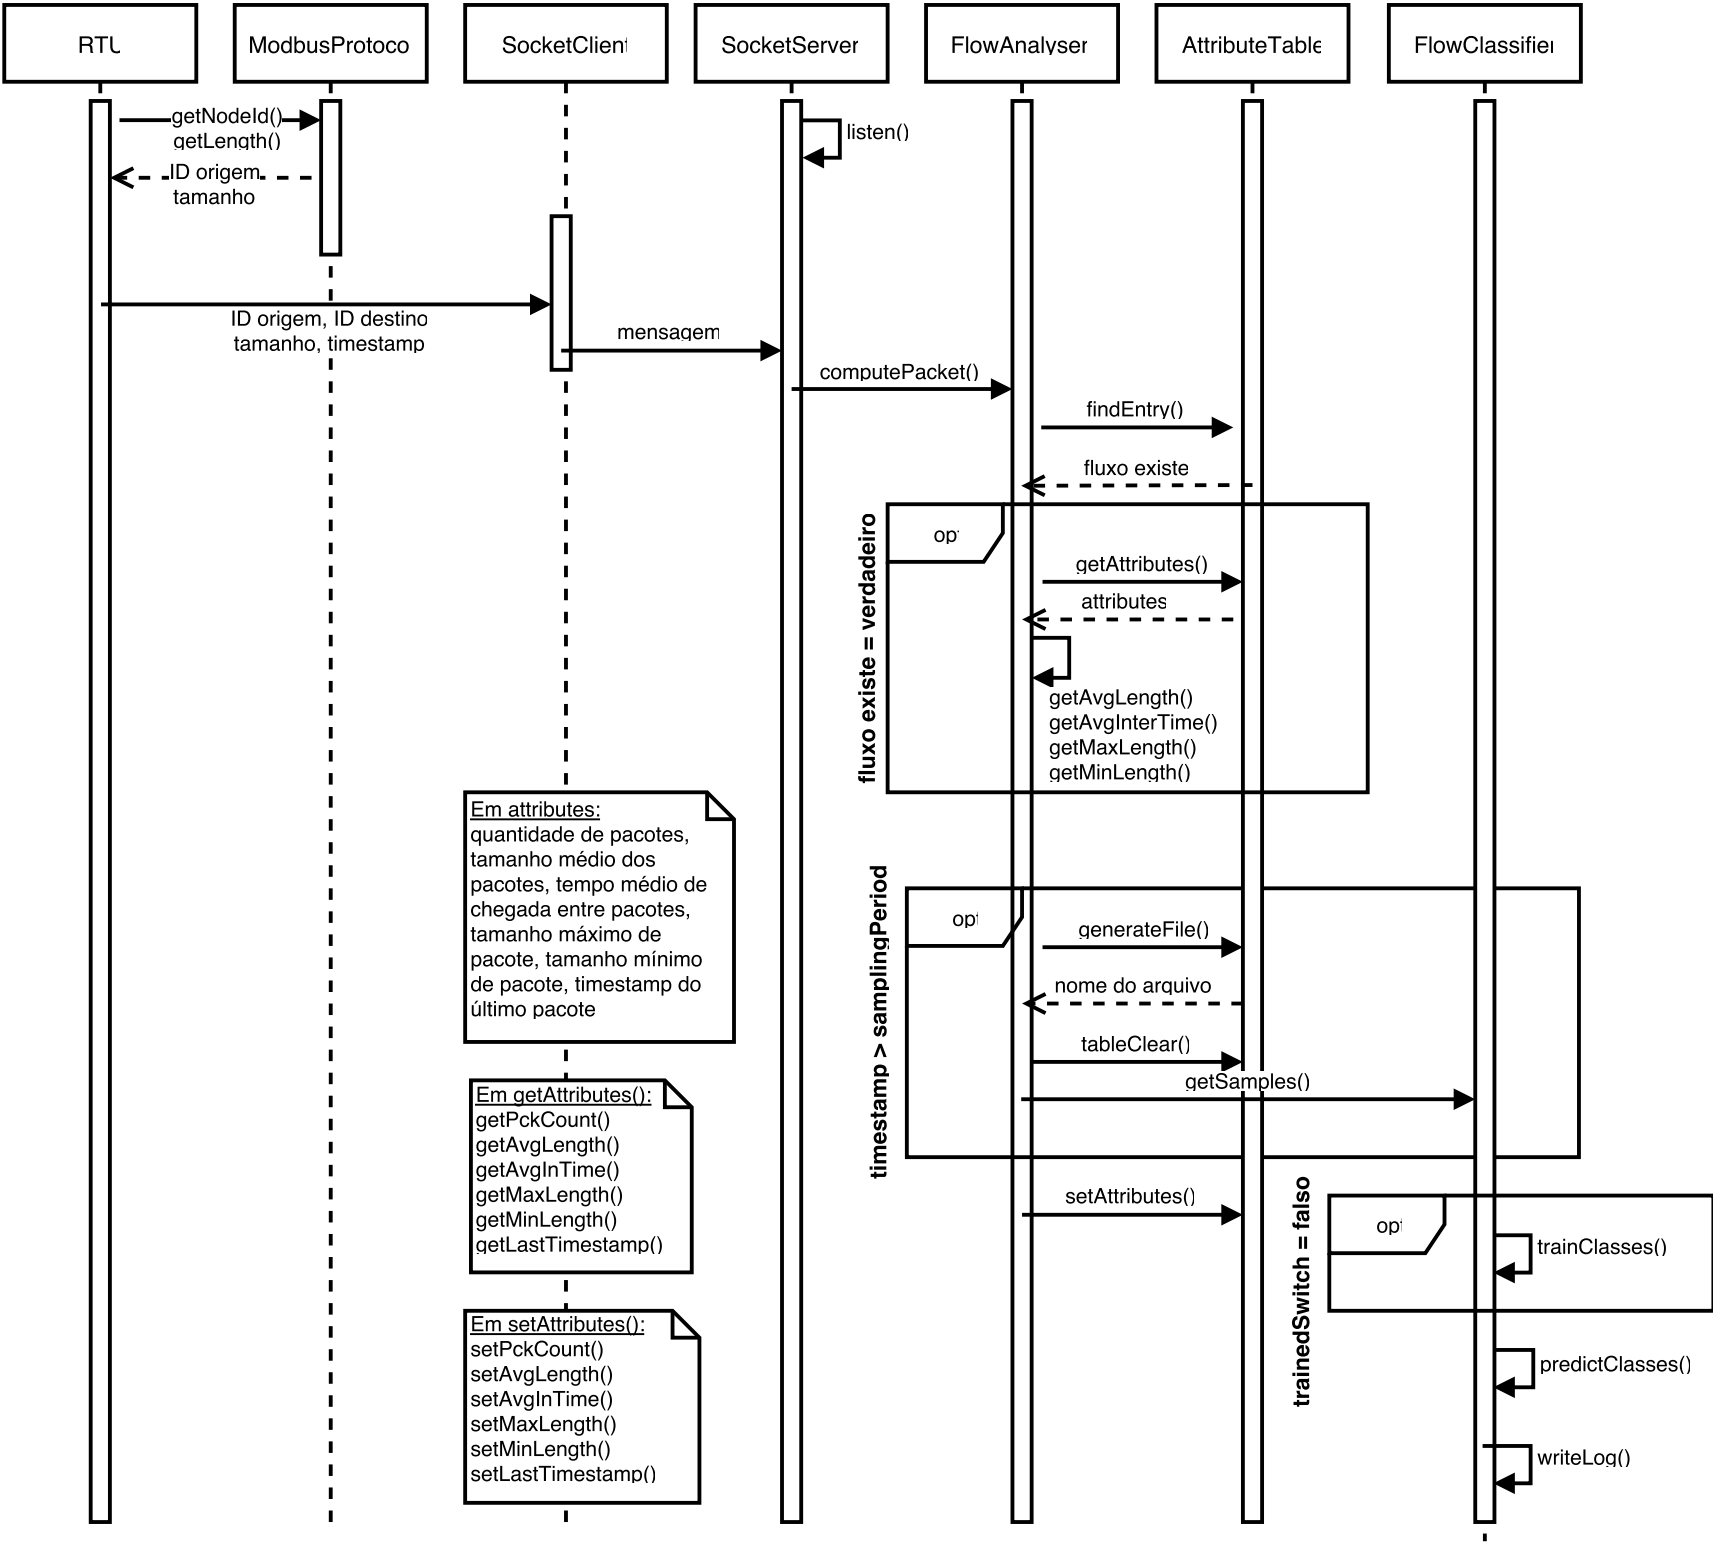 RTU
ModbusProtoco
SocketClient
SocketServer
FlowAnalyser
AttributeTable
FlowClassifier
getNodeId()
getLength()
ID origem
tamanho
listen()
ID origem, ID destino
tamanho, timestamp
mensagem
computePacket()
findEntry()
fluxo existe
fluxo existe = verdadeiro
opt
getAttributes()
attributes
getAvgLength()
getAvgInterTime()
getMaxLength()
getMinLength()
Em attributes:
quantidade de pacotes,
tamanho médio dos
pacotes, tempo médio de
chegada entre pacotes,
tamanho máximo de
pacote, tamanho mínimo
de pacote, timestamp do
último pacote
timestamp > samplingPeriod
opt
generateFile()
nome do arquivo
tableClear()
getSamples()
Em getAttributes():
getPckCount()
getAvgLength()
getAvgInTime()
getMaxLength()
getMinLength()
getLastTimestamp()
setAttributes()
trainedSwitch = falso
opt
trainClasses()
Em setAttributes():
setPckCount()
setAvgLength()
setAvgInTime()
setMaxLength()
setMinLength()
setLastTimestamp()
predictClasses()
writeLog()